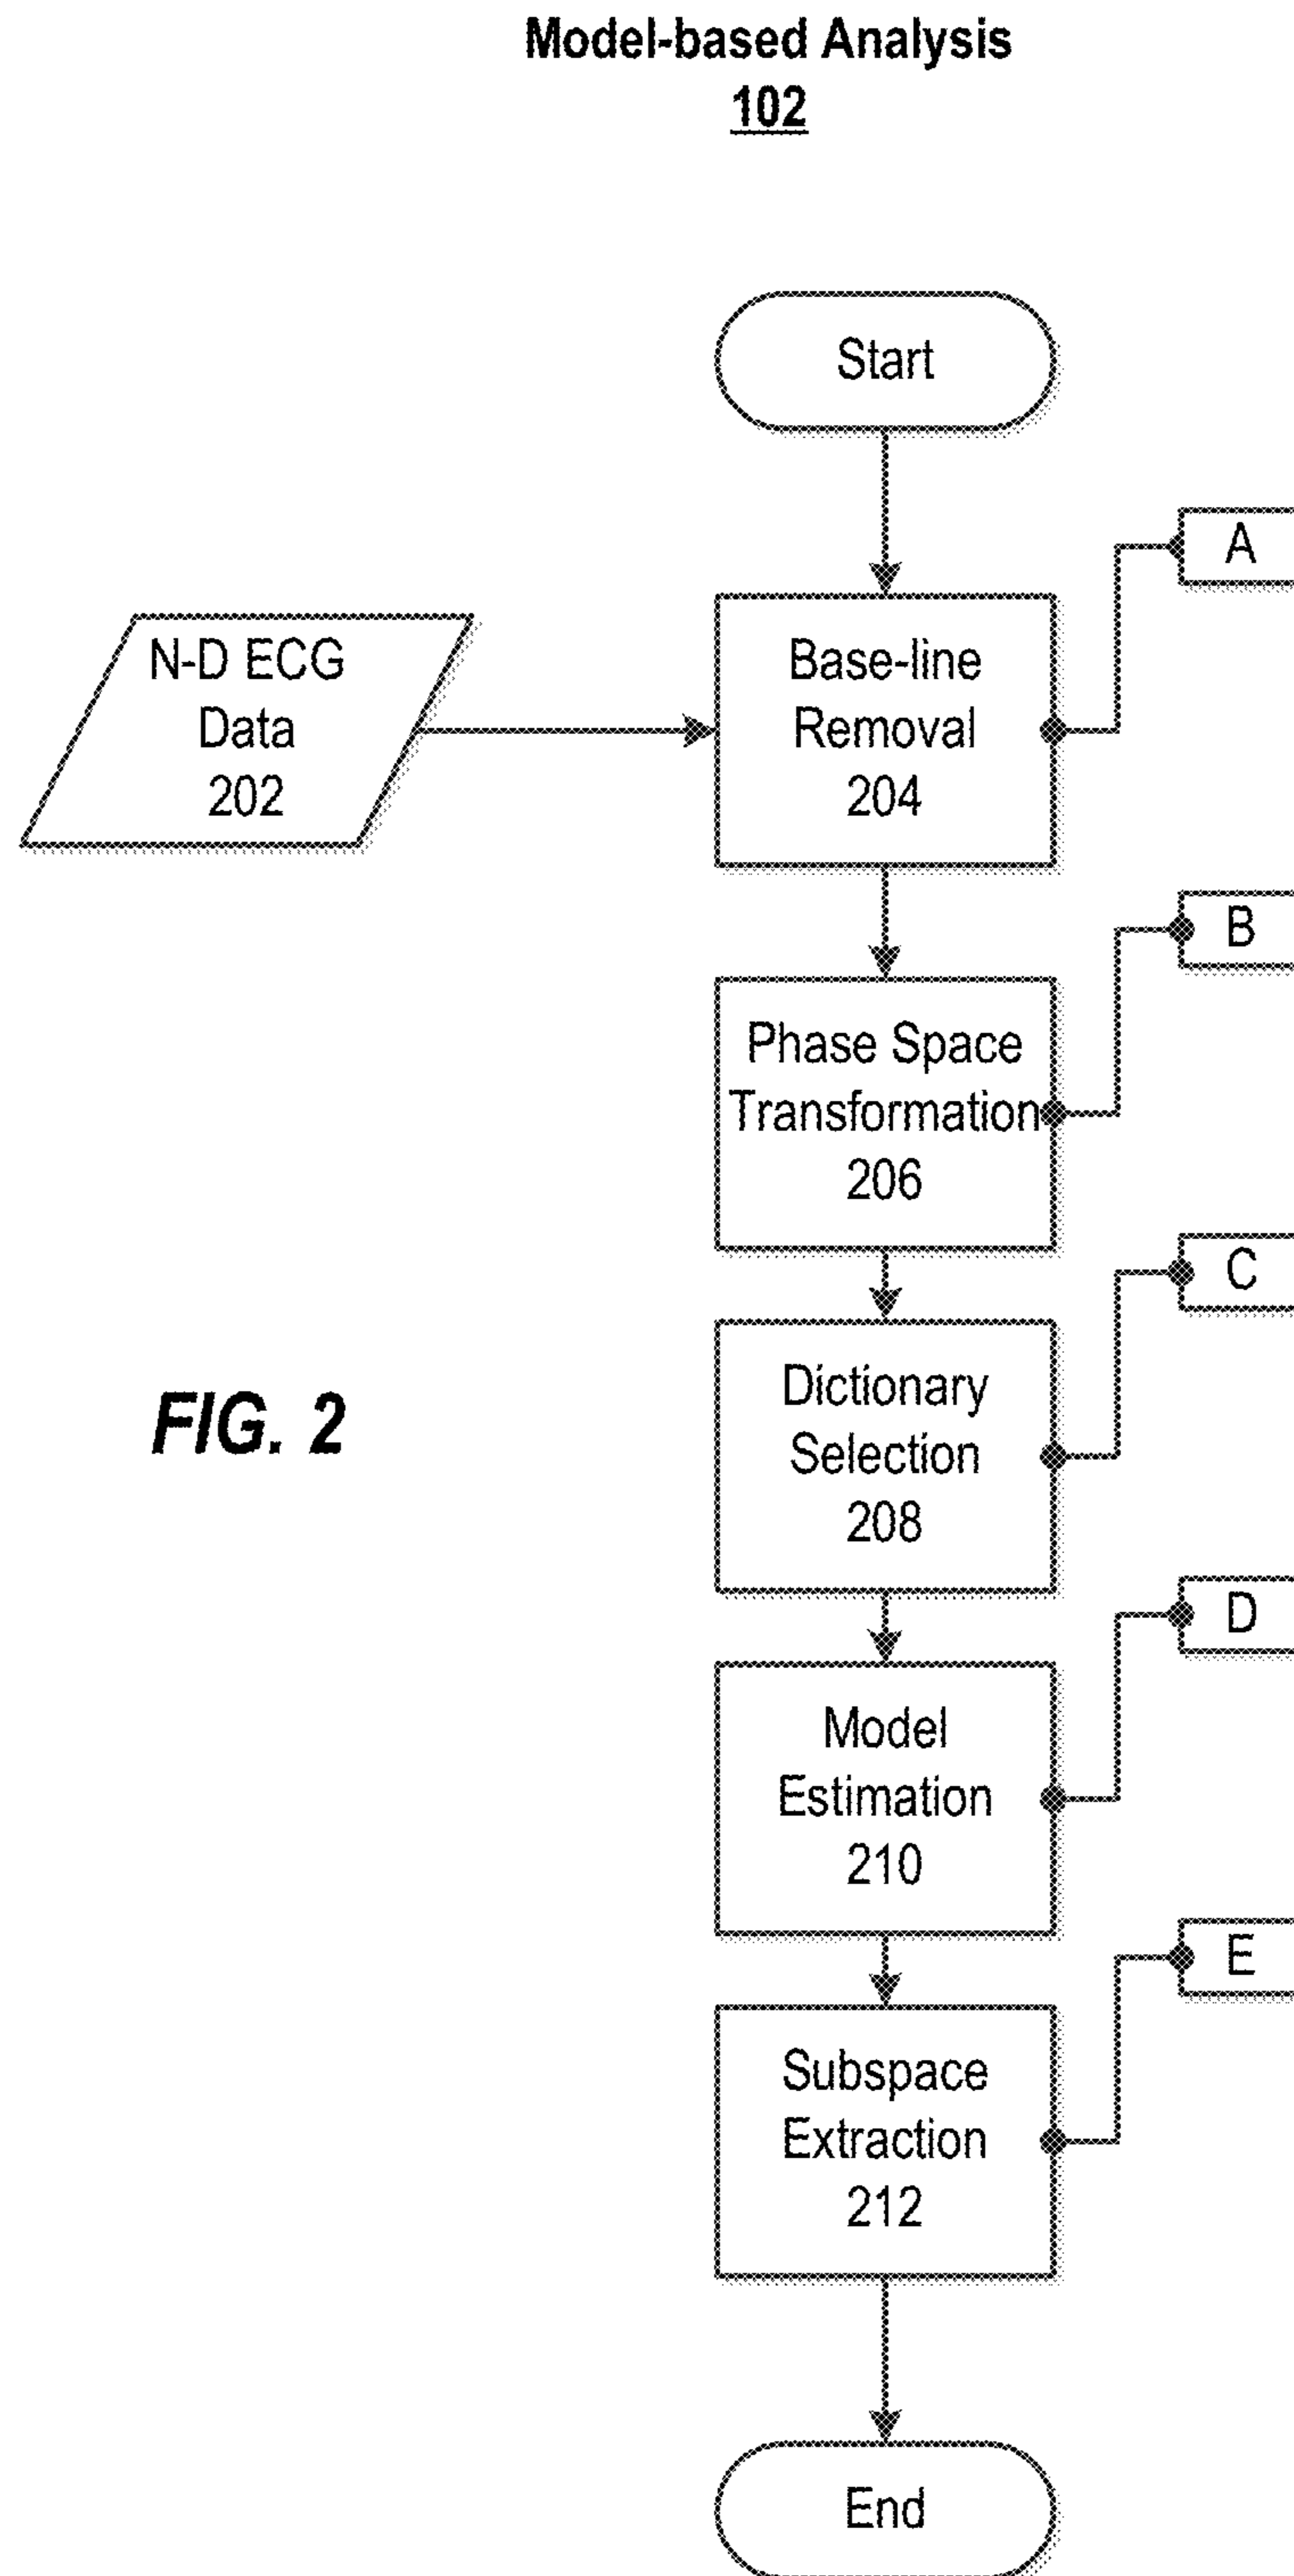 Model-based Analysis
102
Start
A
N-D ECG
Data
202
Base-line
Removal
204
B
Phase Space
Transformation
206
C
Dictionary
Selection
208
FIG. 2
D
Model
Estimation
210
E
Subspace
Extraction
212
End